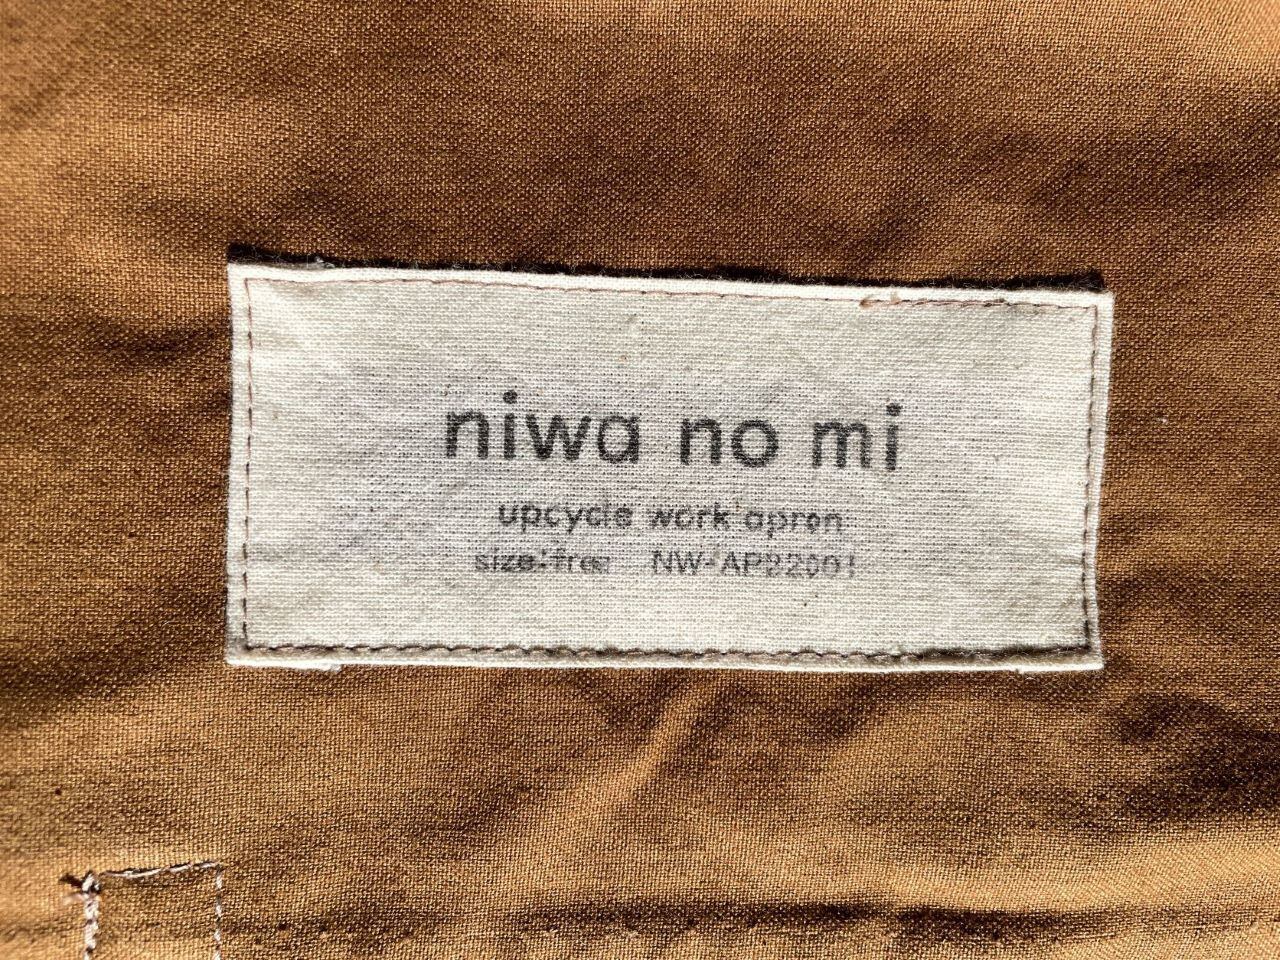 niwa no mi
upcycle work apron
size:free NW-AP22001